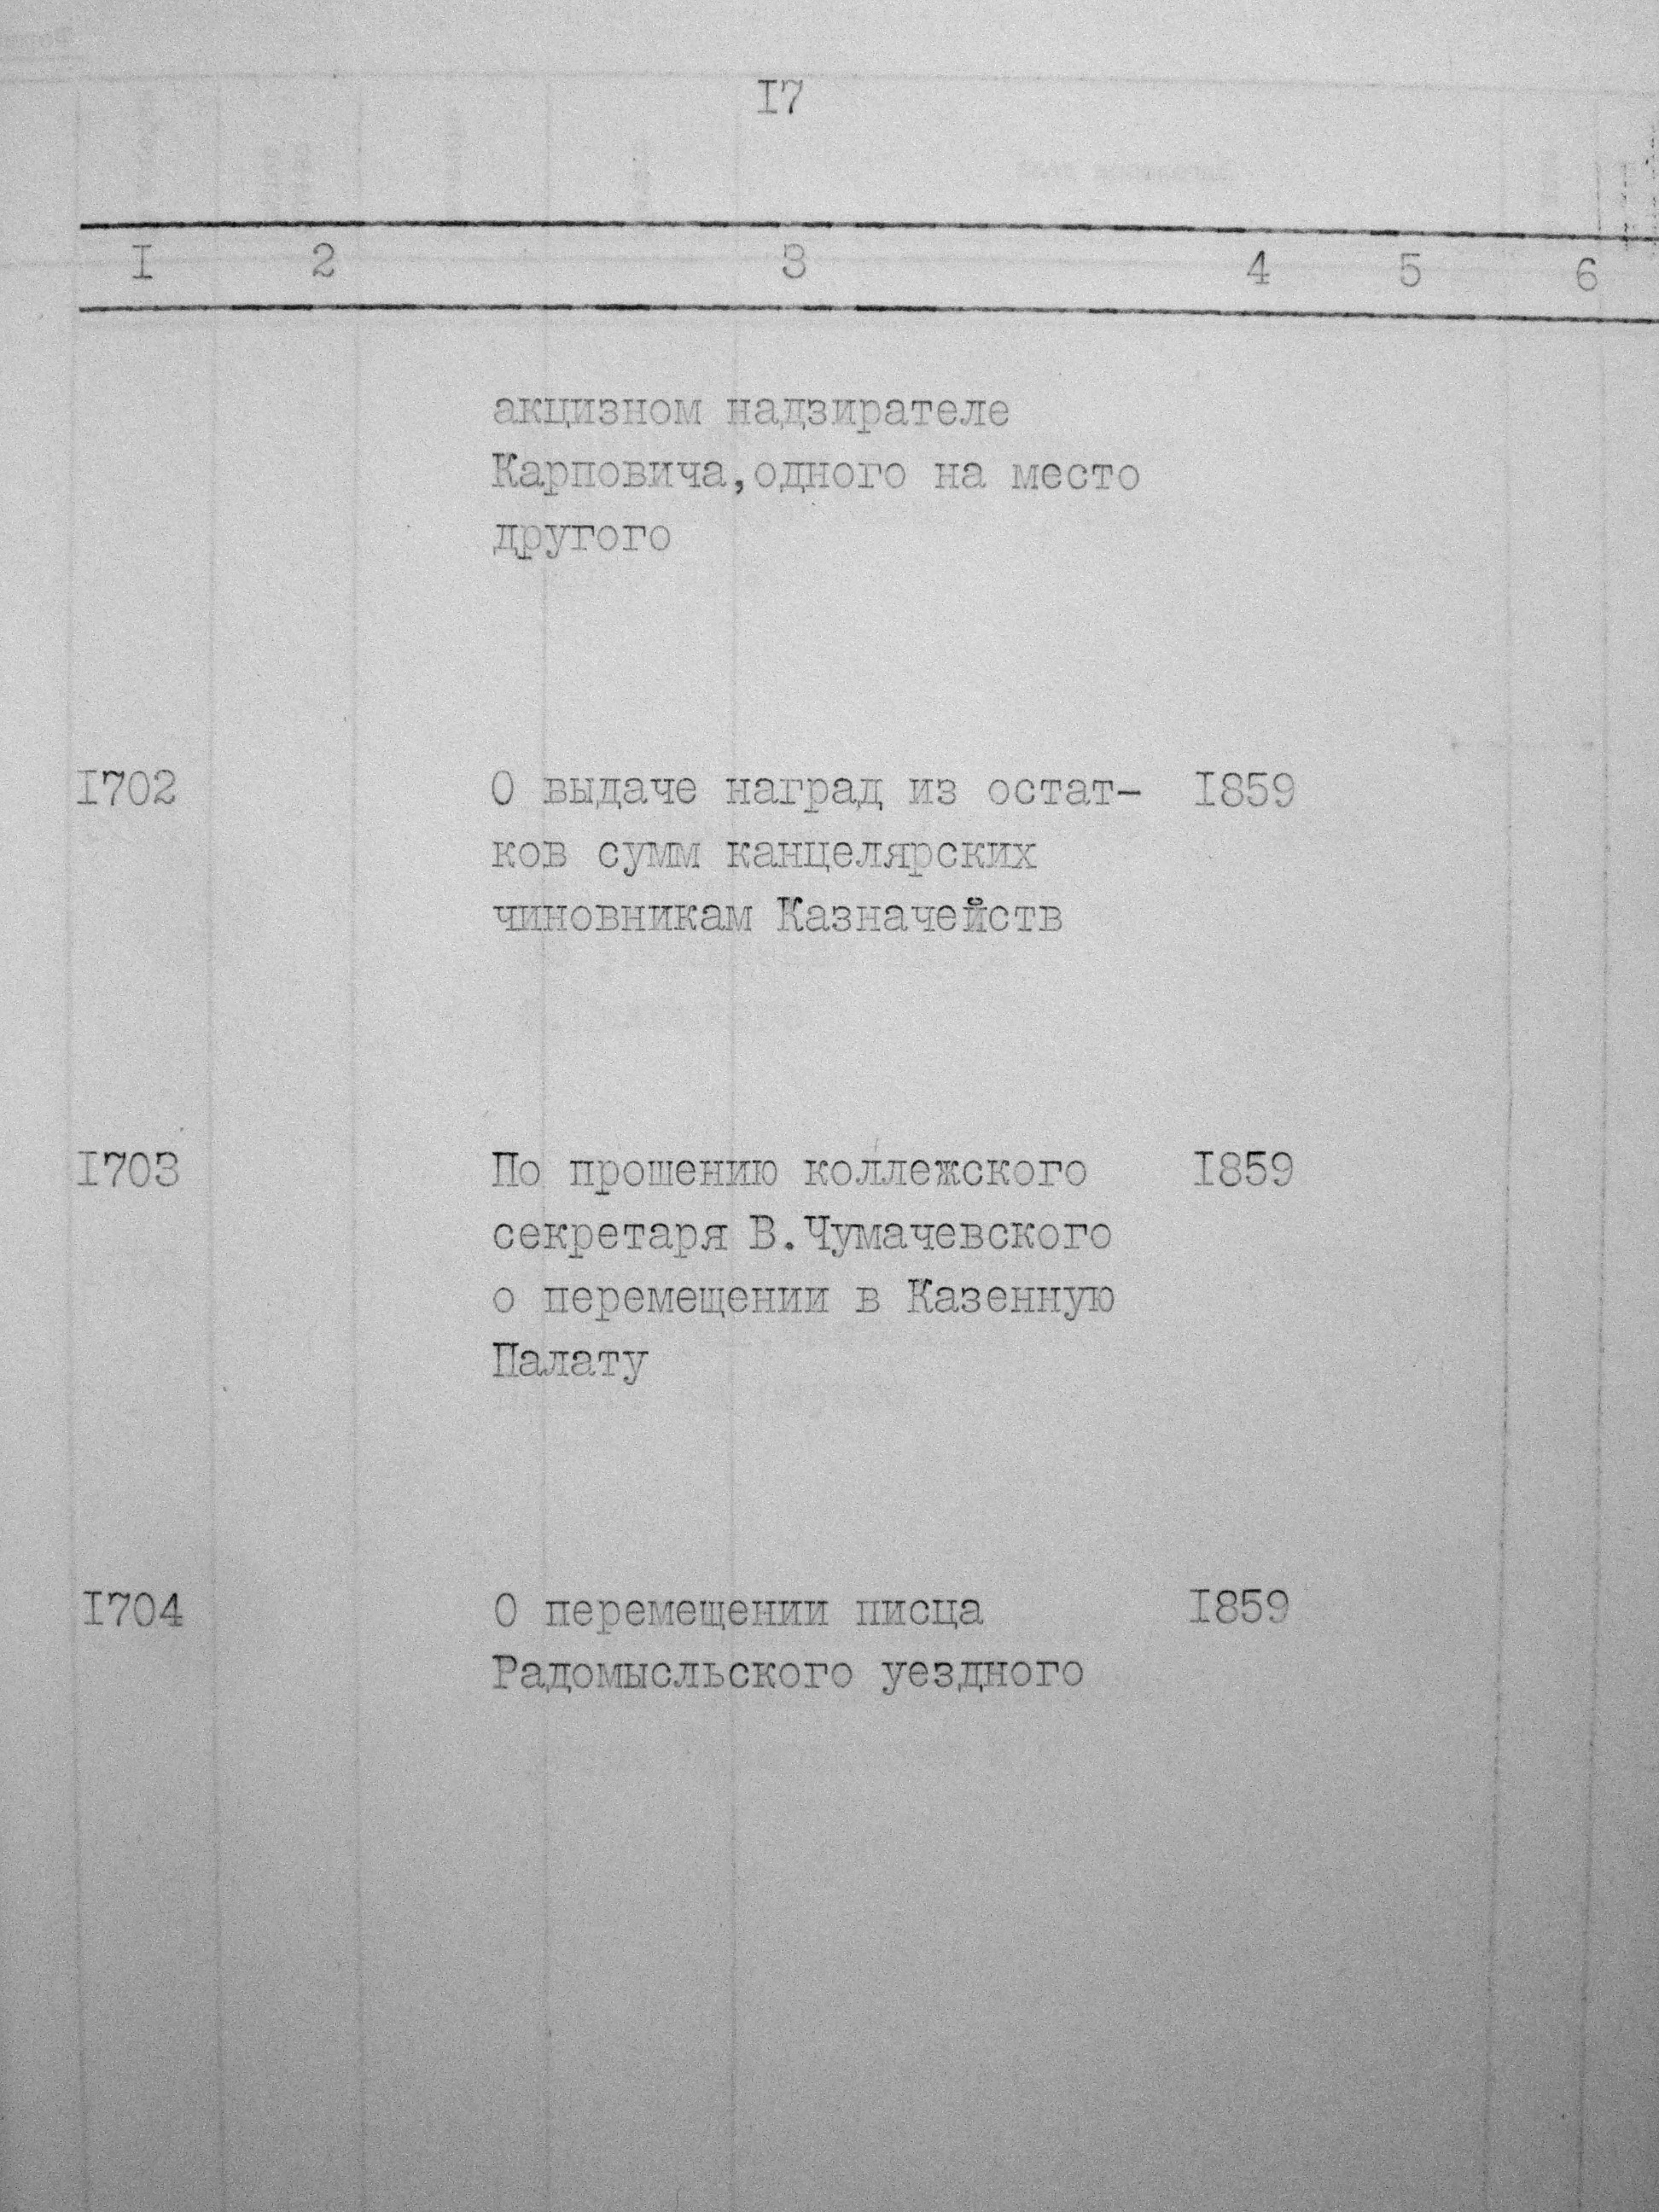 I7
I 2 3 4 5 6
акцизном надзирателе
Карповича,одного на место
другого
I702 О выдаче наград из остат- I859
ков сумм канцелярских
чиновникам Казначейств
I703 По прошению коллежского I859
секретаря В.Чумачевского
о перемещении в Казенную
Палату
I704 О перемещении писца I859
Радомысльского уездного